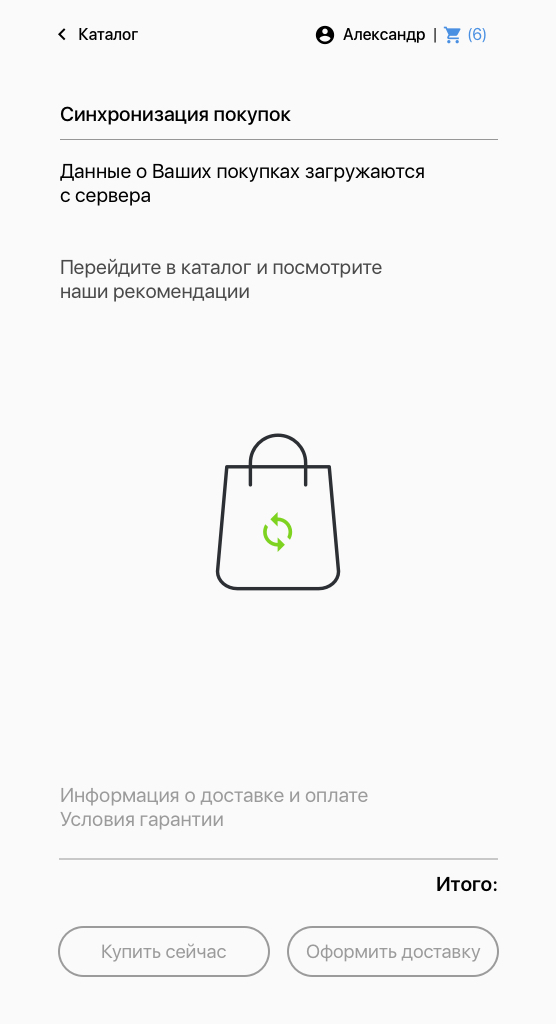 Каталог
Александр | (6)
Синхронизация покупок
Данные о Ваших покупках загружаются
с сервера
Перейдите в каталог и посмотрите
наши рекомендации
Информация о доставке и оплате
Условия гарантии
Итого:
Купить сейчас
Оформить доставку